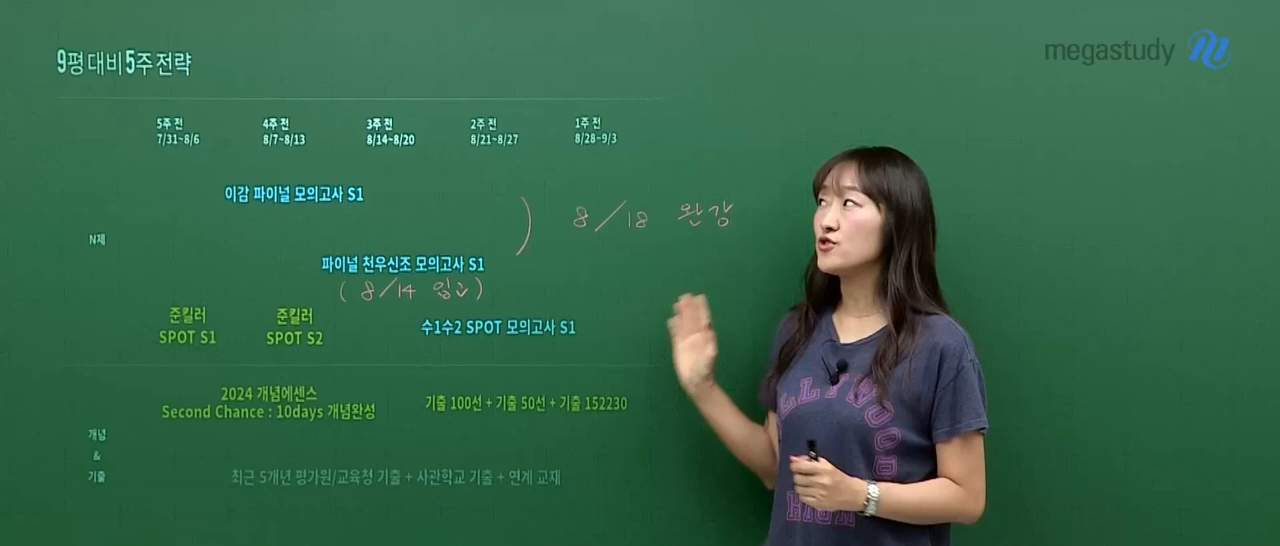 9평 대비 5주 전략
megastudy
5주 전 4주 전 3주 전 2주 전 1주 전
7/31~8/6 8/7~8/13 8/14~8/20 8/21~8/27 8/28~9/3
이감 파이널 모의고사 S1
) 8/18 완강
N제
파이널 천우신조 모의고사 S1
(8/14 입고)
준킬러 준킬러
SPOT S1 SPOT S2 수1수2 SPOT 모의고사 S1
2024 개념에센스
Second Chance : 10days 개념완성 기출 100선 + 기출 50선 + 기출 152230
개념
&
기출 최근 5개년 평가원/교육청 기출 + 사관학교 기출 + 연계 교재
LLYWOOD
HIGH